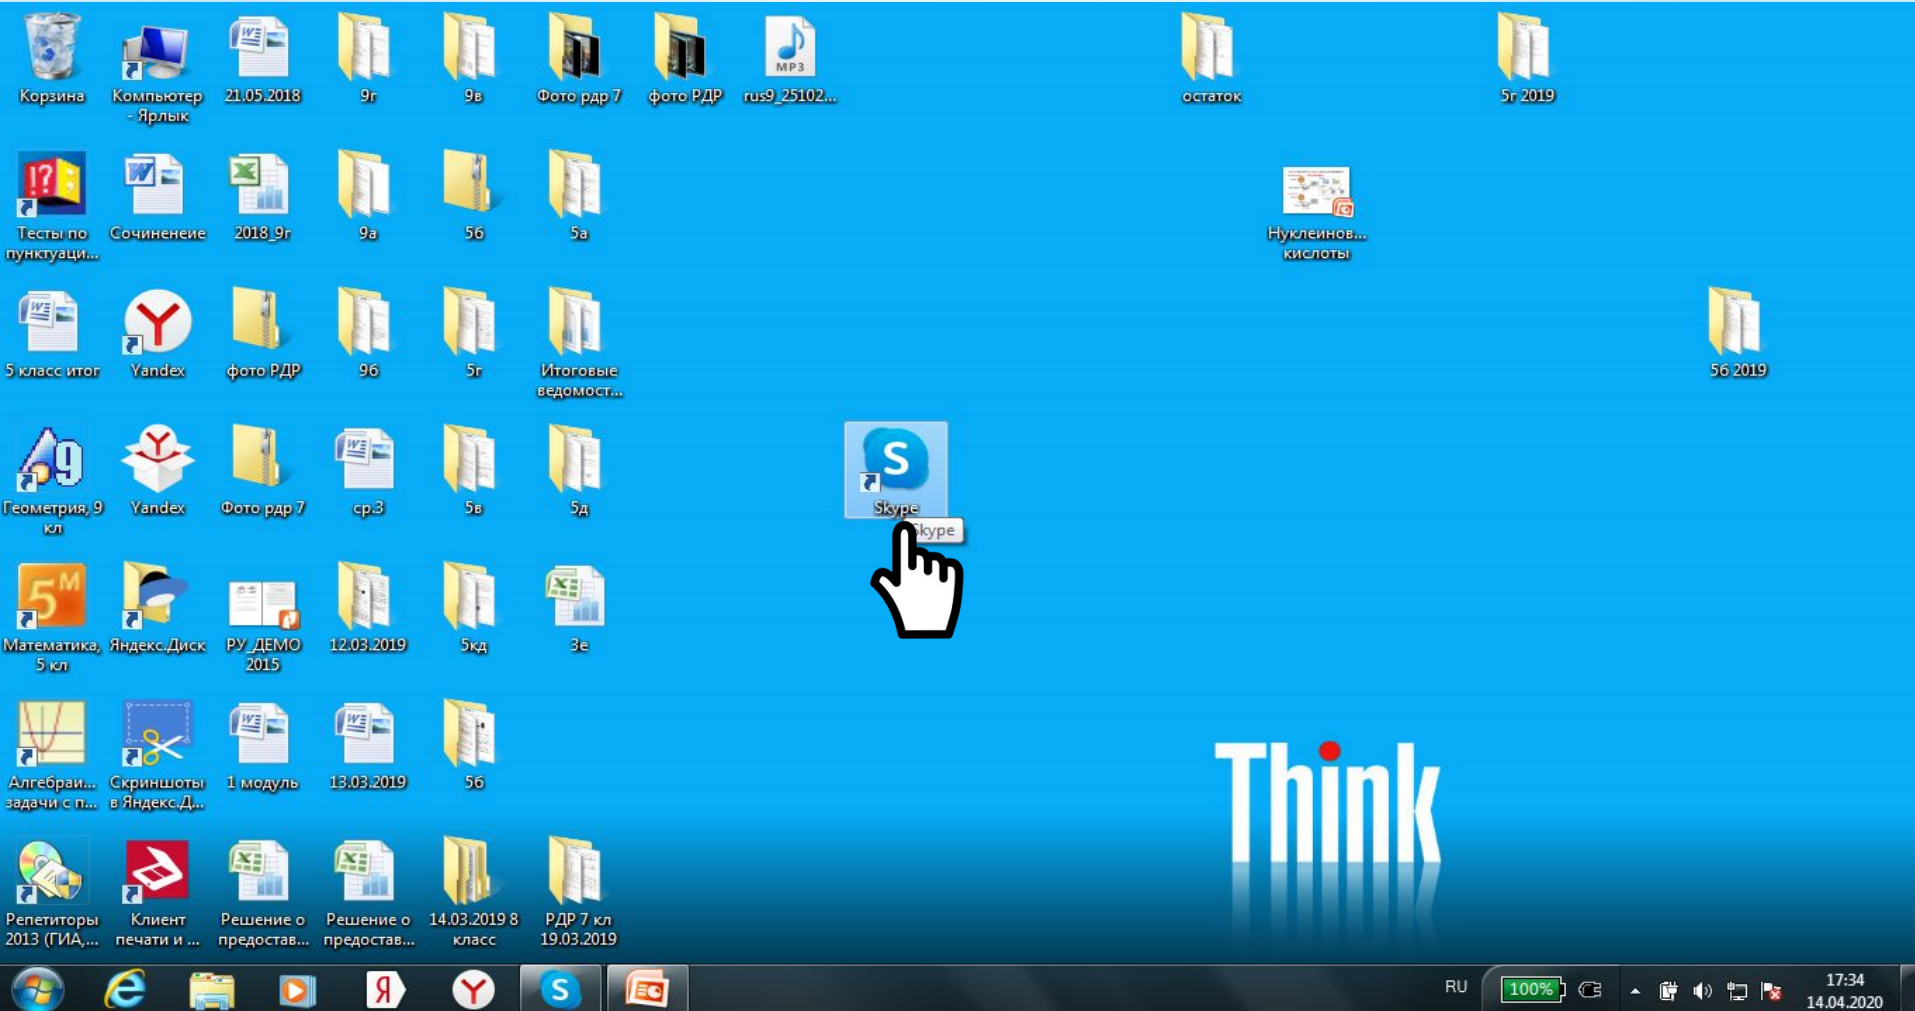 Корзина
Компьютер
- Ярлык
21.05.2018
9г
9в
Фото рдр 7
фото РДР
MP3
rus9_25102...
остаток
5г 2019
!?
Тесты по
пунктуаци...
Сочиненеие
2018_9г
9а
5б
5а
Нуклеинов...
кислоты
5 класс итог
Yandex
фото РДР
9б
5г
Итоговые
ведомост...
5б 2019
9
Геометрия, 9
кл
Yandex
Фото рдр 7
ср.3
5в
5д
S
Skype
Skype
5М
Математика,
5 кл
Яндекс.Диск
РУ_ДЕМО
2015
12.03.2019
5кд
3е
Алгебраи...
задачи с п...
Скриншоты
в Яндекс.Д...
1 модуль
13.03.2019
5б
Think
Репетиторы
2013 (ГИА,...
Клиент
печати и ...
Решение о
предостав...
Решение о
предостав...
14.03.2019 8
класс
РДР 7 кл
19.03.2019
Я
S
RU
100%
17:34
14.04.2020